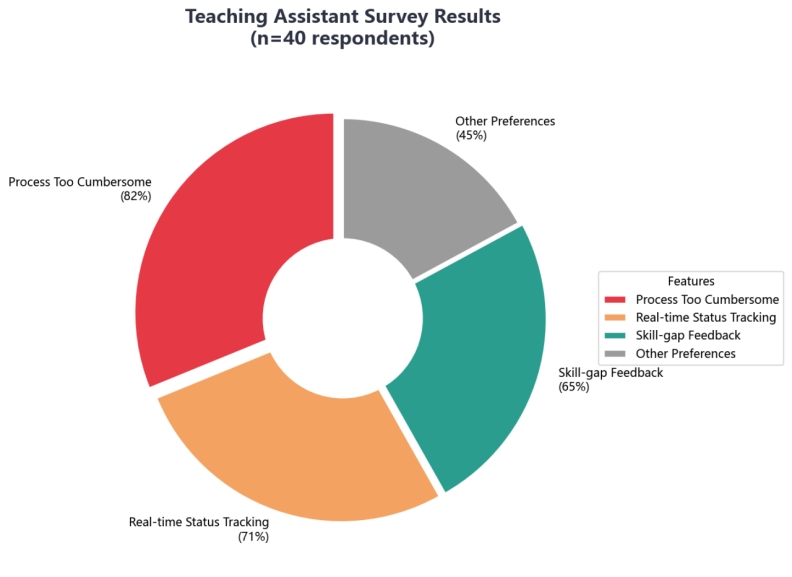 Teaching Assistant Survey Results
(n=40 respondents)
Other Preferences
(45%)
Process Too Cumbersome
(82%)
Features
Process Too Cumbersome
Real-time Status Tracking
Skill-gap Feedback
Other Preferences
Skill-gap Feedback
(65%)
Real-time Status Tracking
(71%)